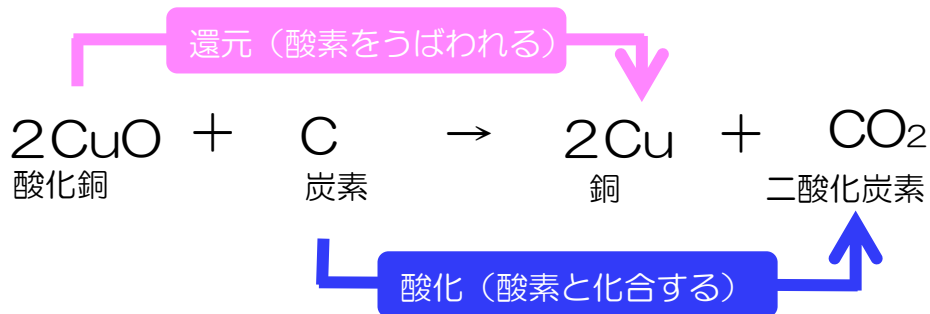 還元（酸素をうばわれる）
２CuO ＋ C → ２Cu ＋ CO₂
酸化銅 炭素 銅 二酸化炭素
酸化（酸素と化合する）